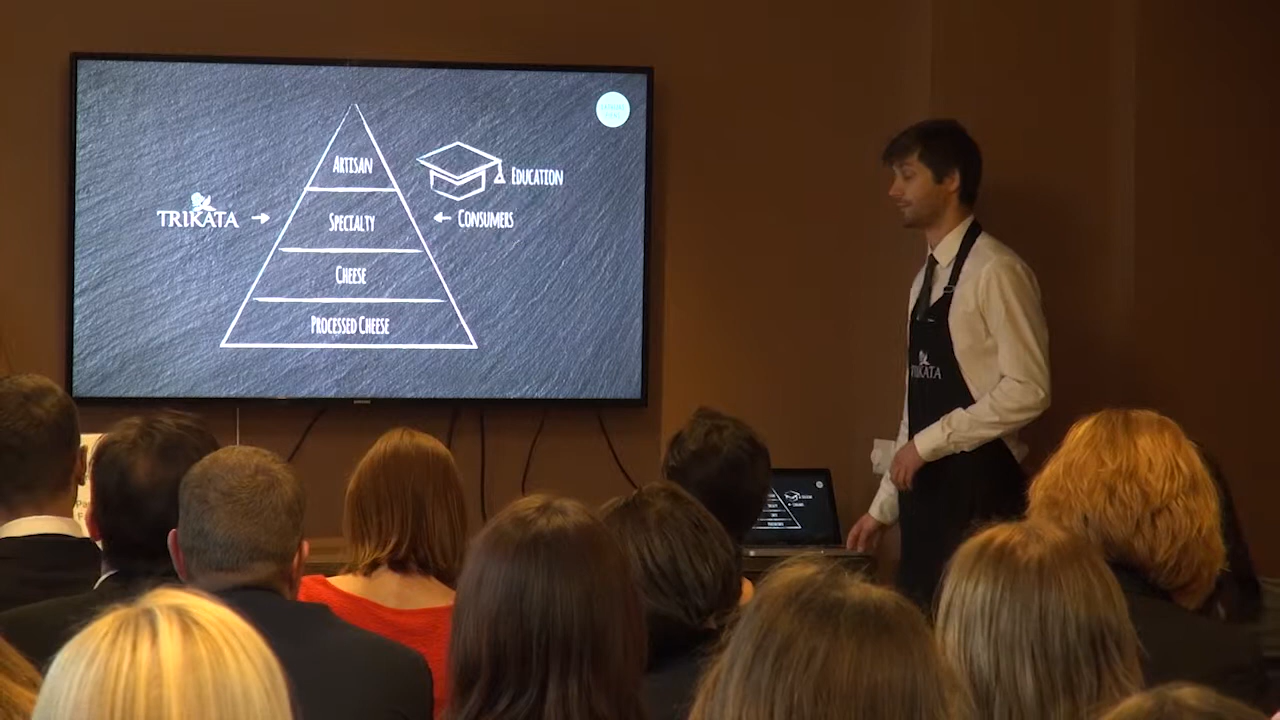 ARTISAN
EDUCATION
TRIKATA
SPECIALTY
CONSUMERS
CHEESE
PROCESSED CHEESE
TRIKATA